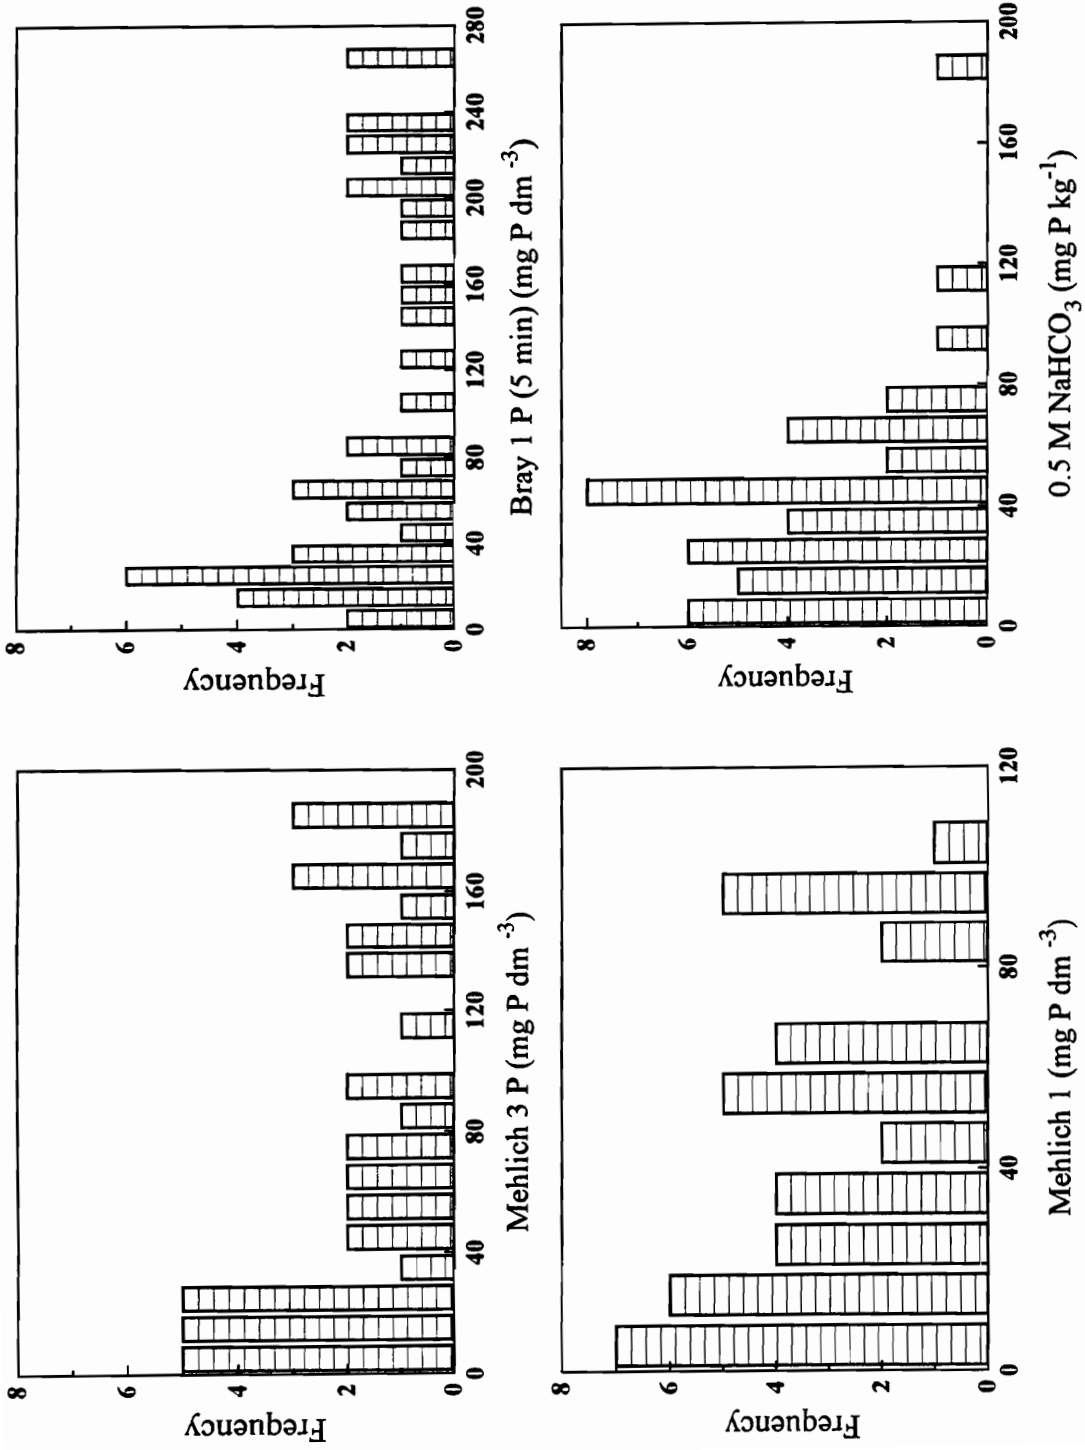 Frequency
8
6
4
2
0
0 40 80 120 160 200
Mehlich 3 P (mg P dm -3)
Frequency
8
6
4
2
0
0 40 80 120 160 200 240 280
Bray 1 P (5 min) (mg P dm -3)
Frequency
8
6
4
2
0
0 40 80 120
Mehlich 1 (mg P dm -3)
Frequency
8
6
4
2
0
0 40 80 120 160 200
0.5 M NaHCO3 (mg P kg-1)